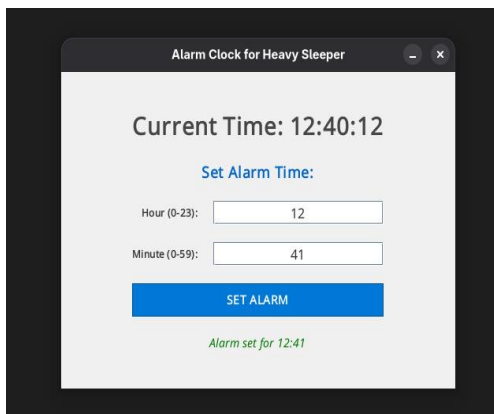 Alarm Clock for Heavy Sleeper
Current Time: 12:40:12
Set Alarm Time:
Hour (0-23): 12
Minute (0-59): 41
SET ALARM
Alarm set for 12:41